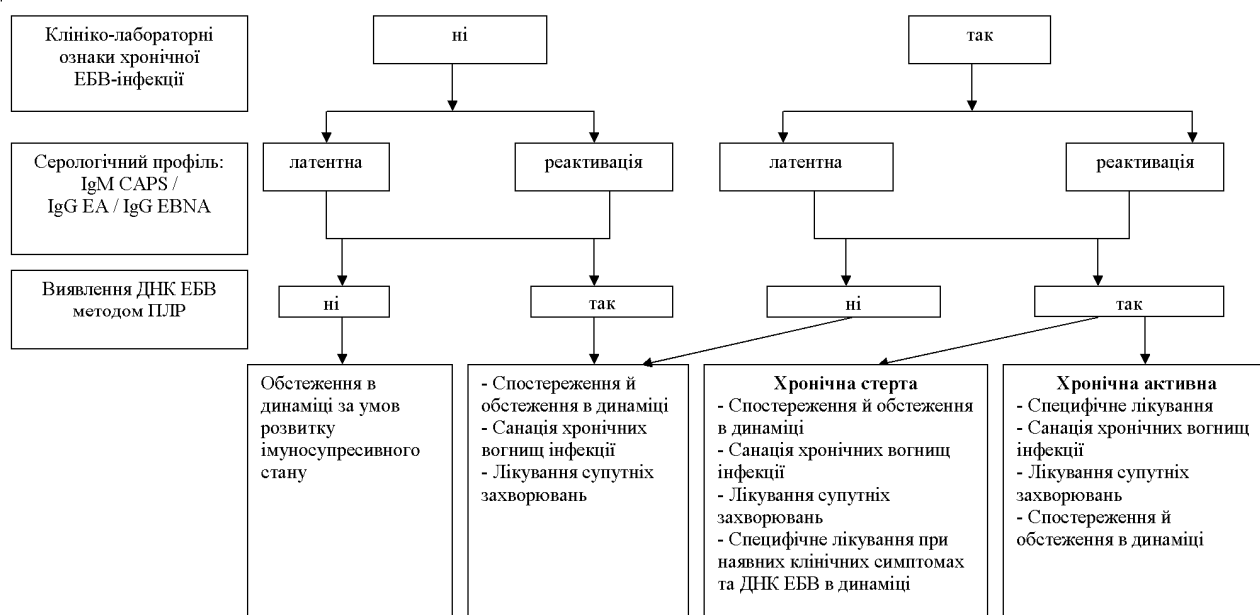 Клініко-лабораторні
ознаки хронічної
ЕБВ-інфекції
ні
так
Серологічний профіль:
IgM CAPS /
IgG EA / IgG EBNA
латентна
реактивація
латентна
реактивація
Виявлення ДНК ЕБВ
методом ПЛР
ні
так
ні
так
Обстеження в
динаміці за умов
розвитку
імуносупресивного
стану
- Спостереження й
обстеження в динаміці
- Санація хронічних
вогнищ інфекції
- Лікування супутніх
захворювань
Хронічна стерта
- Спостереження й обстеження
в динаміці
- Санація хронічних вогнищ
інфекції
- Лікування супутніх
захворювань
- Специфічне лікування при
наявних клінічних симптомах
та ДНК ЕБВ в динаміці
Хронічна активна
- Специфічне лікування
- Санація хронічних вогнищ
інфекції
- Лікування супутніх
захворювань
- Спостереження й
обстеження в динаміці